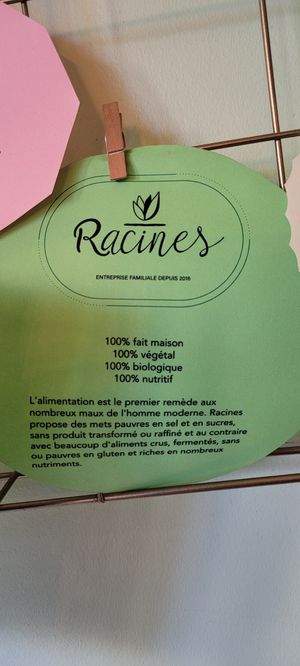 Racines
ENTREPRISE FAMILIALE DEPUIS 2016
100% fait maison
100% végétal
100% biologique
100% nutritif
L'alimentation est le premier remède aux
nombreux maux de l'homme moderne. Racines
propose des mets pauvres en sel et en sucres,
sans produit transformé ou raffiné et au contraire
avec beaucoup d'aliments crus, fermentés, sans
ou pauvres en gluten et riches en nombreux
nutriments.